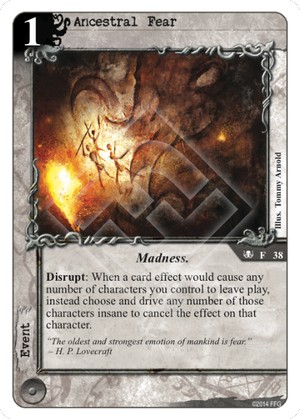 1
Ancestral Fear
Illus. Tommy Arnold
F 38
Madness.
Disrupt: When a card effect would cause any
number of characters you control to leave play,
instead choose and drive any number of those
characters insane to cancel the effect on that
character.
"The oldest and strongest emotion of mankind is fear."
– H. P. Lovecraft
Event
©2014 FFG